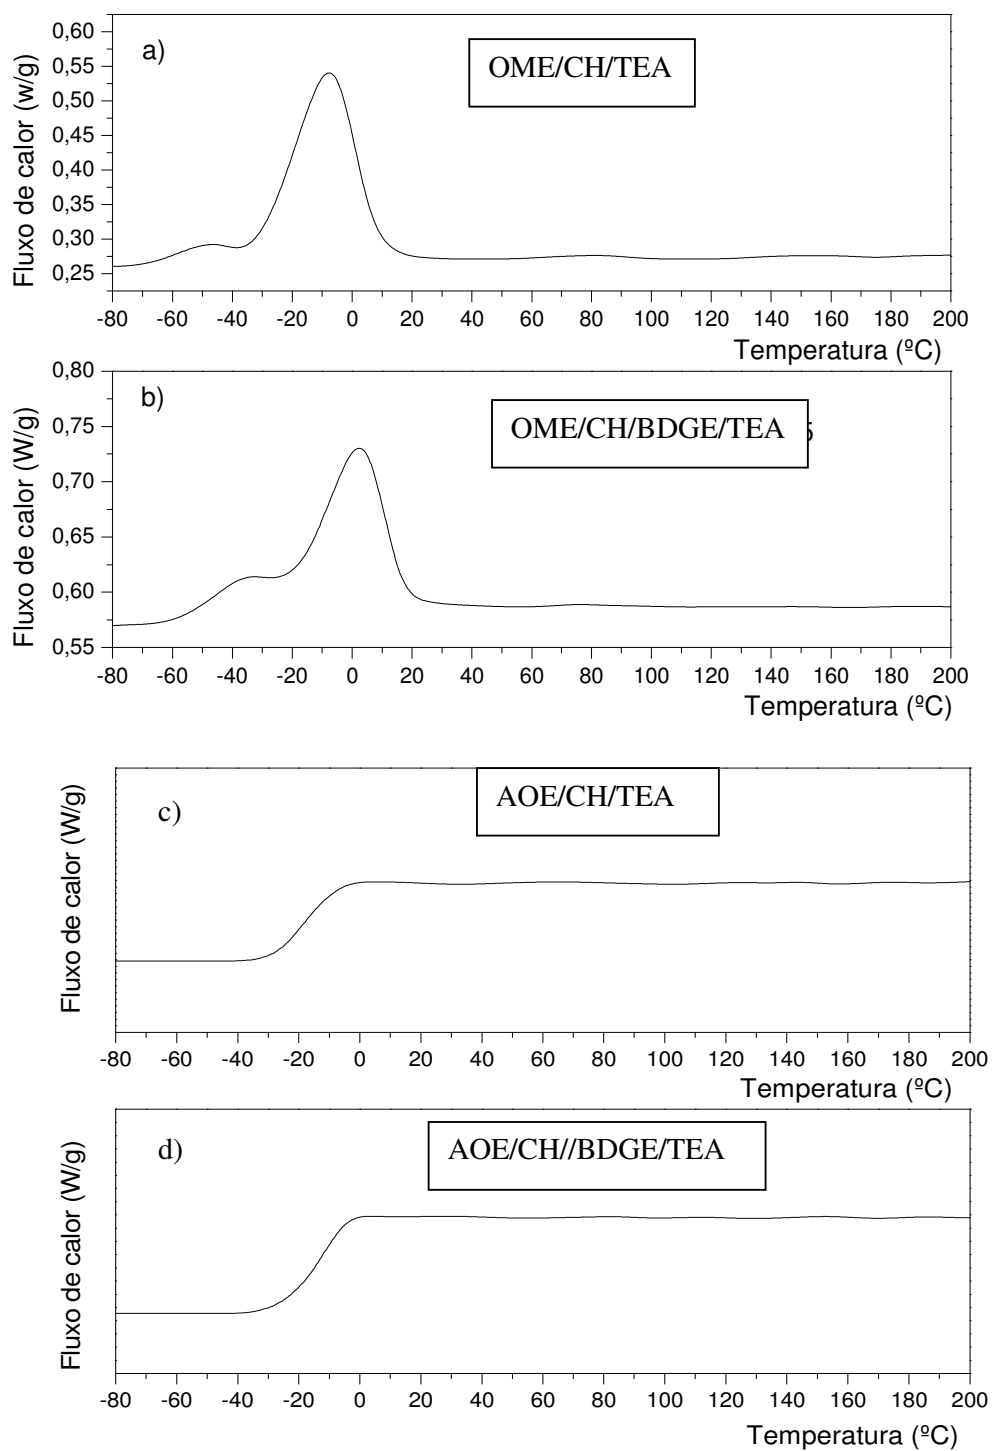 0,60
a)
OME/CH/TEA
0,55
0,50
0,45
0,40
0,35
0,30
0,25
Fluxo de calor (w/g)
-80 -60 -40 -20 0 20 40 60 80 100 120 140 160 180 200
Temperatura (ºC)
0,80
b)
OME/CH/BDGE/TEA
0,75
0,70
0,65
0,60
0,55
Fluxo de calor (W/g)
-80 -60 -40 -20 0 20 40 60 80 100 120 140 160 180 200
Temperatura (ºC)
c)
AOE/CH/TEA
Fluxo de calor (W/g)
-80 -60 -40 -20 0 20 40 60 80 100 120 140 160 180 200
Temperatura (ºC)
d)
AOE/CH//BDGE/TEA
Fluxo de calor (W/g)
-80 -60 -40 -20 0 20 40 60 80 100 120 140 160 180 200
Temperatura (ºC)